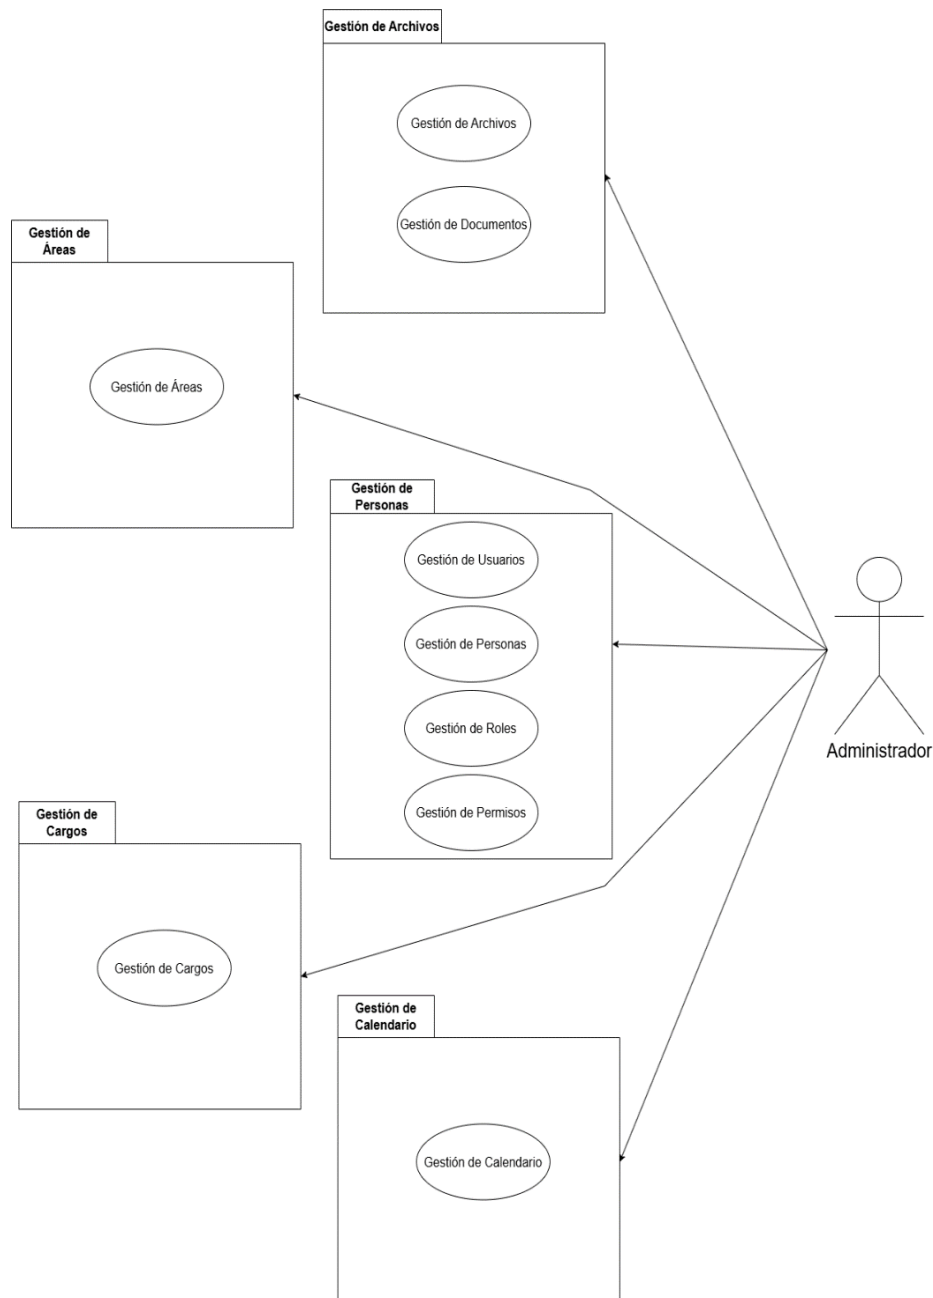 Gestión de Archivos
Gestión de Archivos
Gestión de Documentos
Gestión de
Áreas
Gestión de Áreas
Gestión de
Personas
Gestión de Usuarios
Gestión de Personas
Gestión de Roles
Gestión de Permisos
Administrador
Gestión de
Cargos
Gestión de Cargos
Gestión de
Calendario
Gestión de Calendario